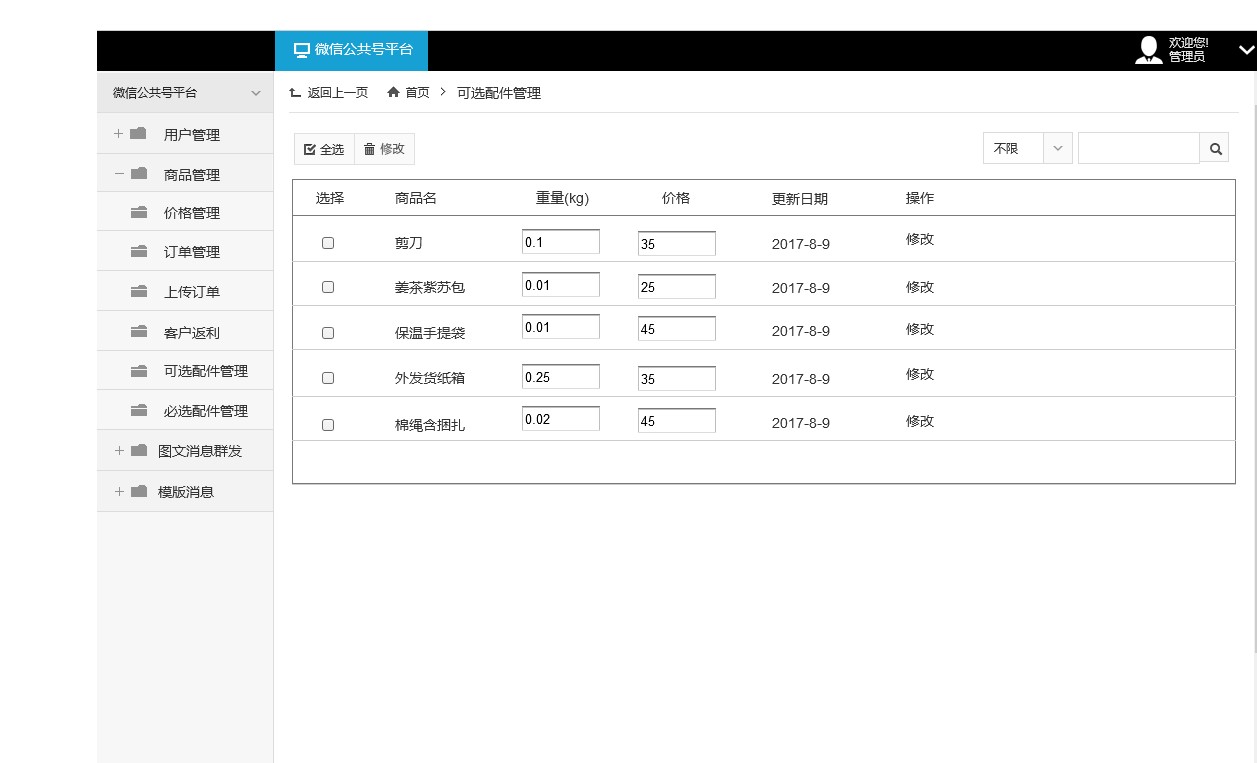 微信公共号平台
欢迎您!
管理员
微信公共号平台
返回上一页 首页 可选配件管理
用户管理
商品管理
价格管理
订单管理
上传订单
客户返利
可选配件管理
必选配件管理
图文消息群发
模版消息
全选 修改 不限
选择 商品名 重量(kg) 价格 更新日期 操作
剪刀 0.1 35 2017-8-9 修改
姜茶紫苏包 0.01 25 2017-8-9 修改
保温手提袋 0.01 45 2017-8-9 修改
外发货纸箱 0.25 35 2017-8-9 修改
棉绳含捆扎 0.02 45 2017-8-9 修改